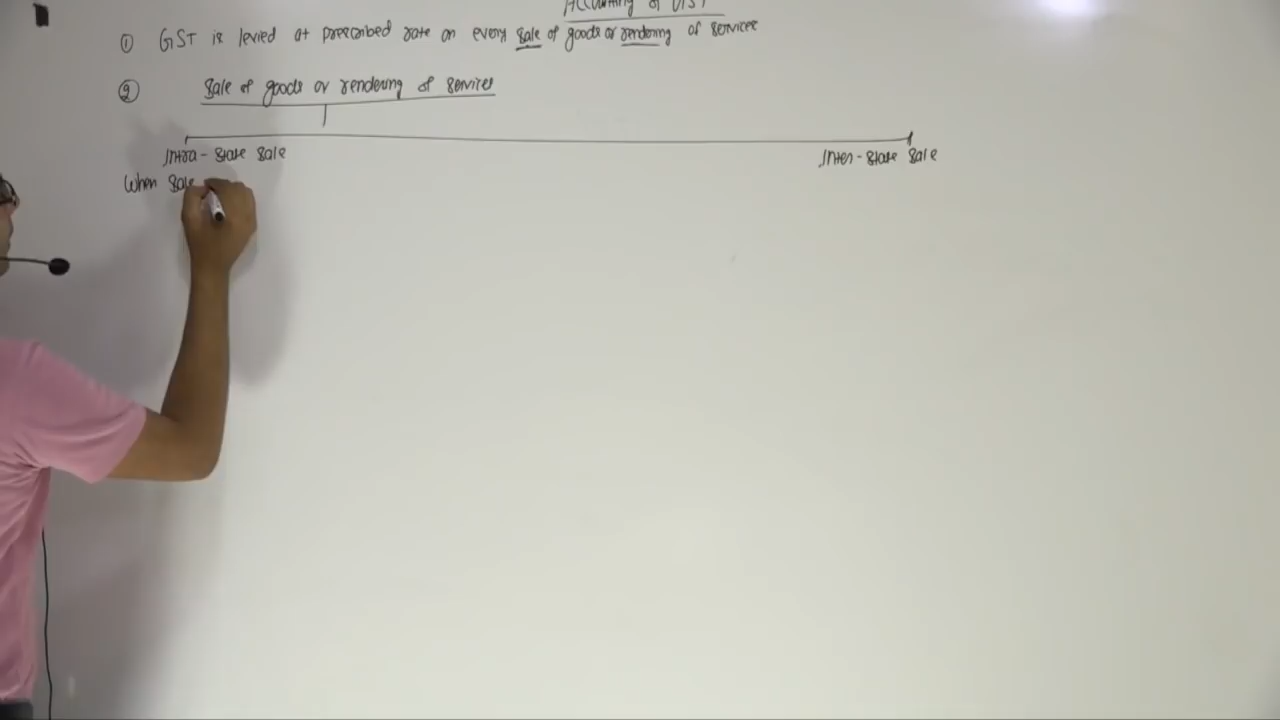 Accounting of GST
① GST is levied at prescribed rate on every sale of goods or rendering of services
② Sale of goods or rendering of services
Intra-State Sale
Inter-State Sale
When Sale